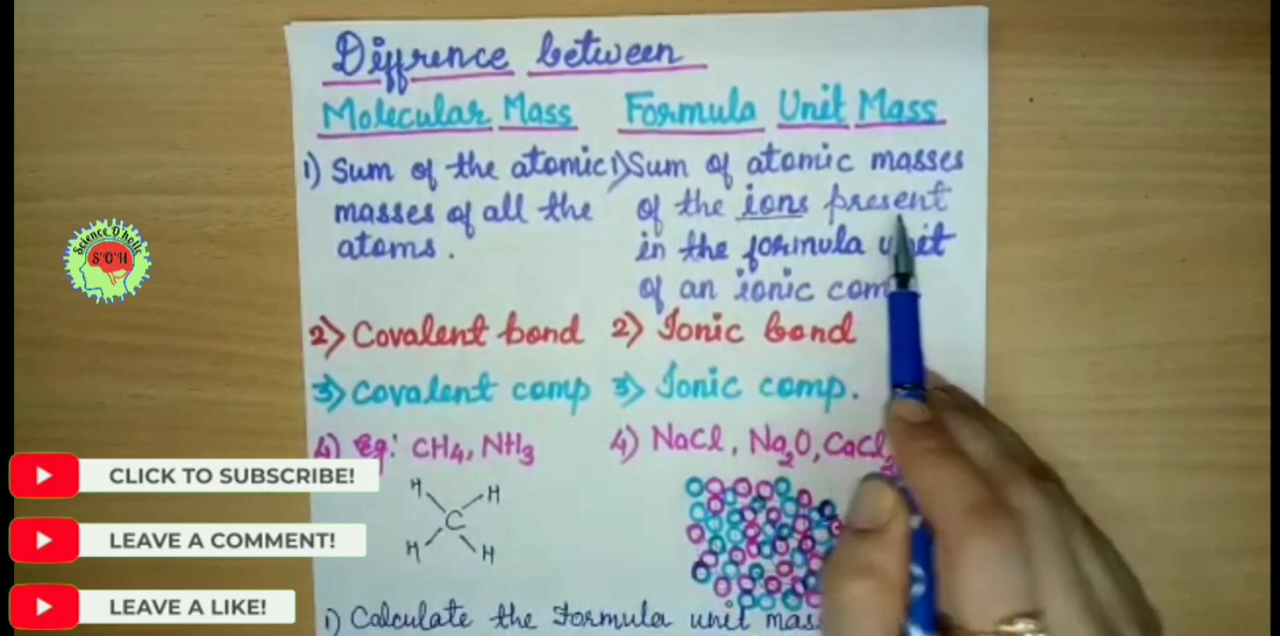 Diffrence between
Molecular Mass Formula Unit Mass
1) Sum of the atomic
masses of all the
atoms.
1) Sum of atomic masses
of the ions present
in the formula unit
of an ionic com
2) Covalent bond 2) Ionic bond
3) Covalent comp 3) Ionic comp.
4) Eg: CH4, NH3 4) NaCl, Na2O, CaCl2
H H
C
H H
i) Calculate the Formula unit mas
Science O'holic
S'O'H
CLICK TO SUBSCRIBE!
LEAVE A COMMENT!
LEAVE A LIKE!